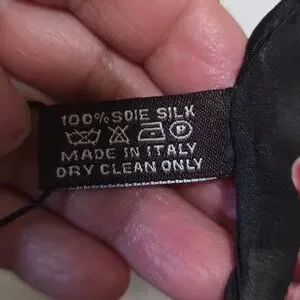 100% SOIE SILK
P
MADE IN ITALY
DRY CLEAN ONLY